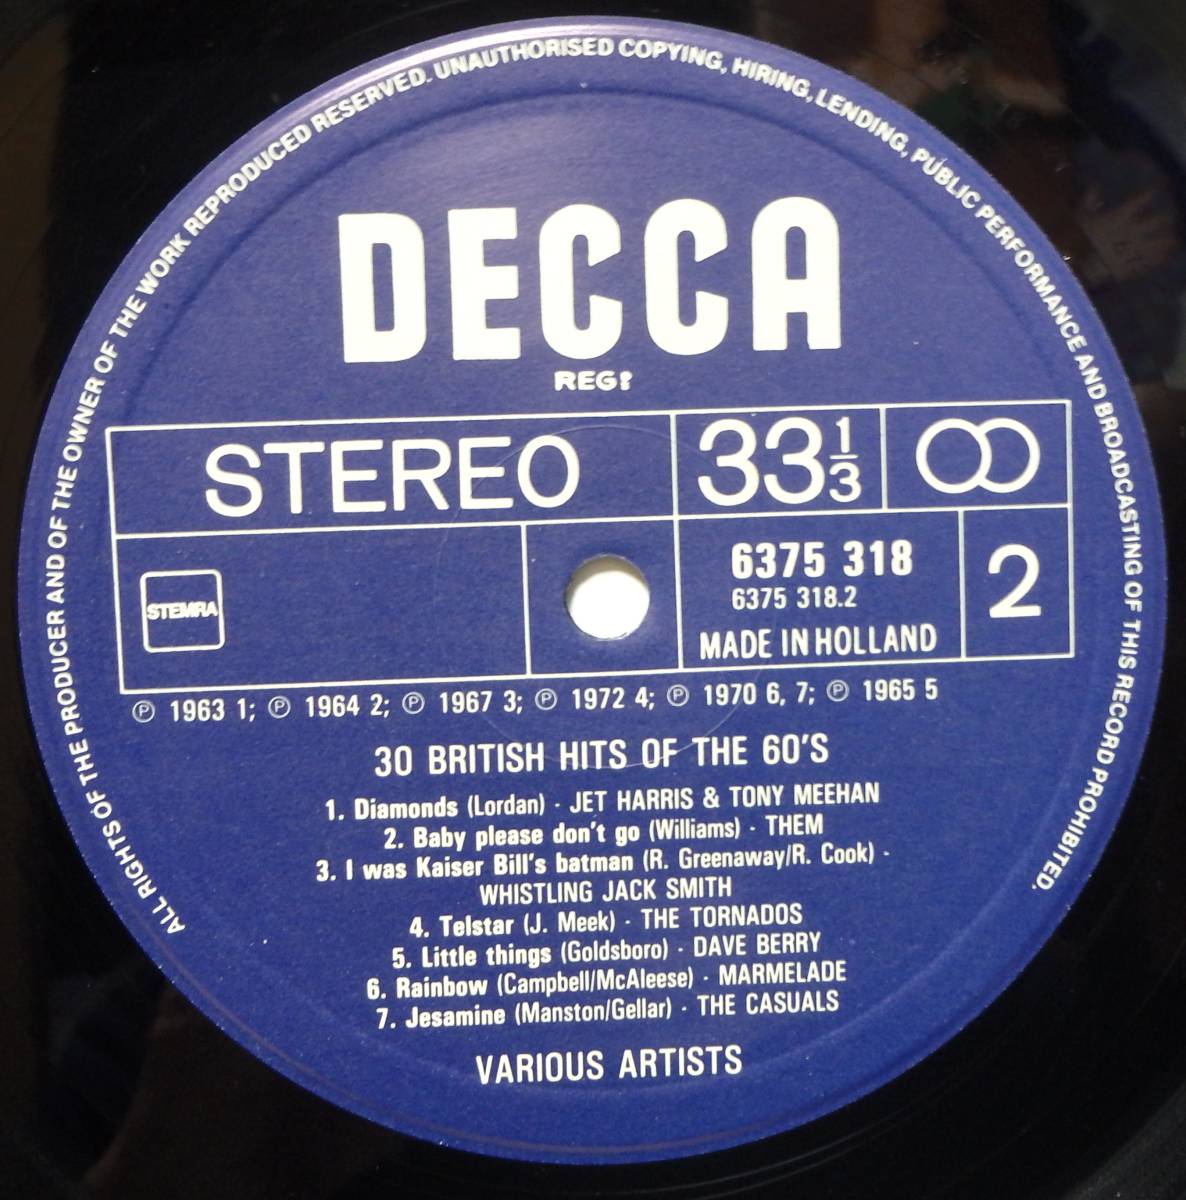 ALL RIGHTS OF THE PRODUCER AND OF THE OWNER OF THE WORK REPRODUCED RESERVED. UNAUTHORISED COPYING, HIRING, LENDING, PUBLIC PERFORMANCE AND BROADCASTING OF THIS RECORD PROHIBITED.
DECCA
REGD
STEREO 33 1/3
STEMRA
6375 318
6375 318.2
MADE IN HOLLAND
2
℗ 1963 1; ℗ 1964 2; ℗ 1967 3; ℗ 1972 4; ℗ 1970 6, 7; ℗ 1965 5
30 BRITISH HITS OF THE 60'S
1. Diamonds (Lordan) · JET HARRIS & TONY MEEHAN
2. Baby please don't go (Williams) · THEM
3. I was Kaiser Bill's batman (R. Greenaway/R. Cook) ·
WHISTLING JACK SMITH
4. Telstar (J. Meek) · THE TORNADOS
5. Little things (Goldsboro) · DAVE BERRY
6. Rainbow (Campbell/McAleese) · MARMELADE
7. Jesamine (Manston/Gellar) · THE CASUALS
VARIOUS ARTISTS